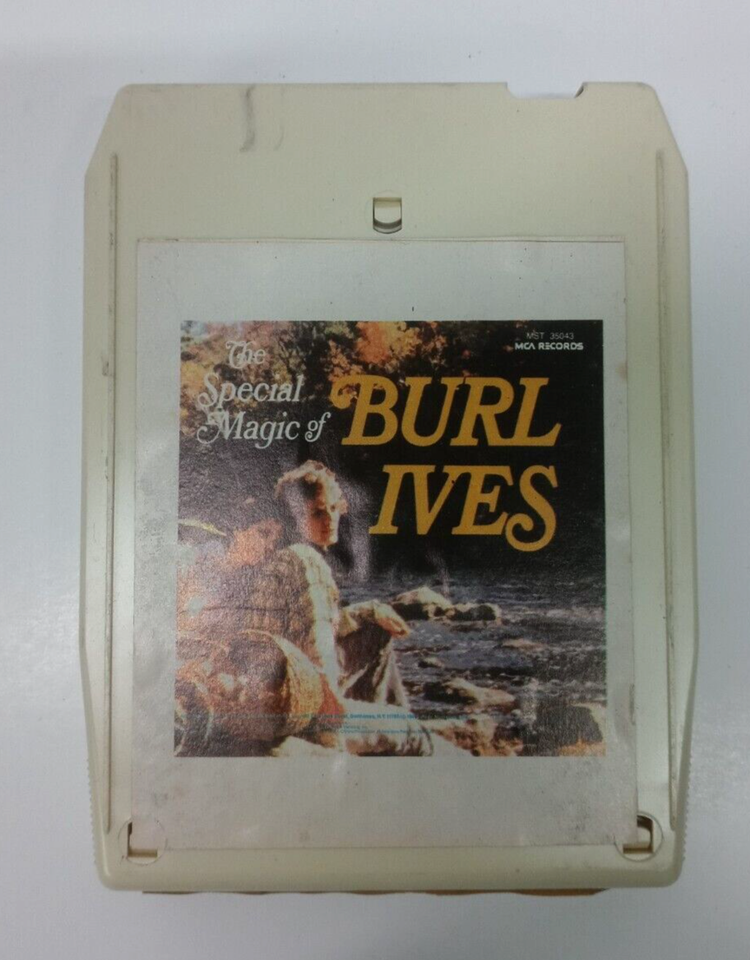 The
Special
Magic of
BURL
IVES
MST 35043
MCA RECORDS